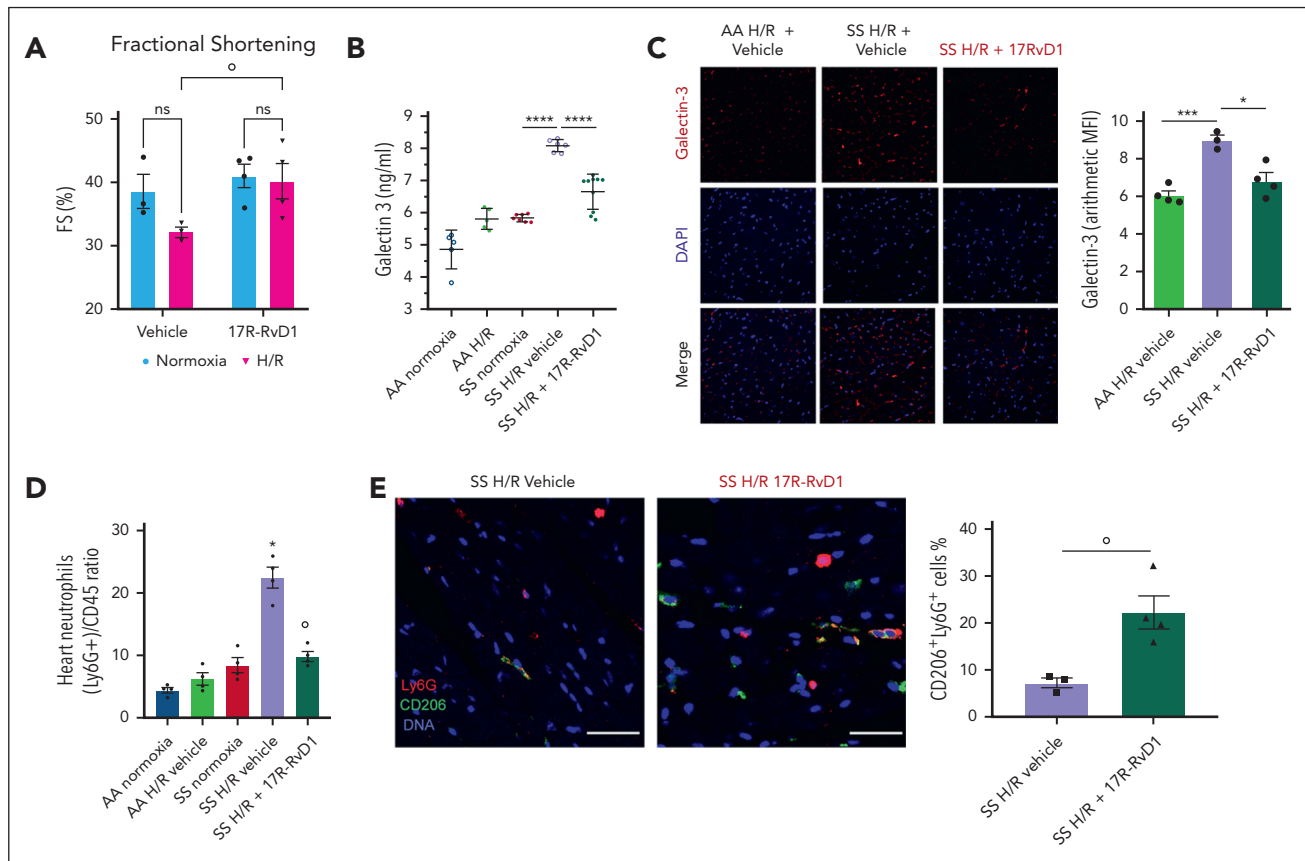 A
Fractional Shortening
°
ns
ns
FS (%)
50
40
30
20
Vehicle
17R-RvD1
Normoxia
H/R
B
Galectin 3 (ng/ml)
9
8
7
6
5
4
3
****
****
AA normoxia
AA H/R
SS normoxia
SS H/R vehicle
SS H/R + 17R-RvD1
C
AA H/R +
Vehicle
SS H/R +
Vehicle
SS H/R + 17RvD1
Galectin-3
DAPI
Merge
Galectin-3 (arithmetic MFI)
10
8
6
4
2
0
***
*
AA H/R vehicle
SS H/R vehicle
SS H/R + 17R-RvD1
D
Heart neutrophils
(Ly6G+)/CD45 ratio
30
20
10
0
*
°
AA normoxia
AA H/R vehicle
SS normoxia
SS H/R vehicle
SS H/R + 17R-RvD1
E
SS H/R Vehicle
SS H/R 17R-RvD1
Ly6G
CD206
DNA
CD206⁺Ly6G⁺ cells %
40
30
20
10
0
°
SS H/R vehicle
SS H/R + 17R-RvD1